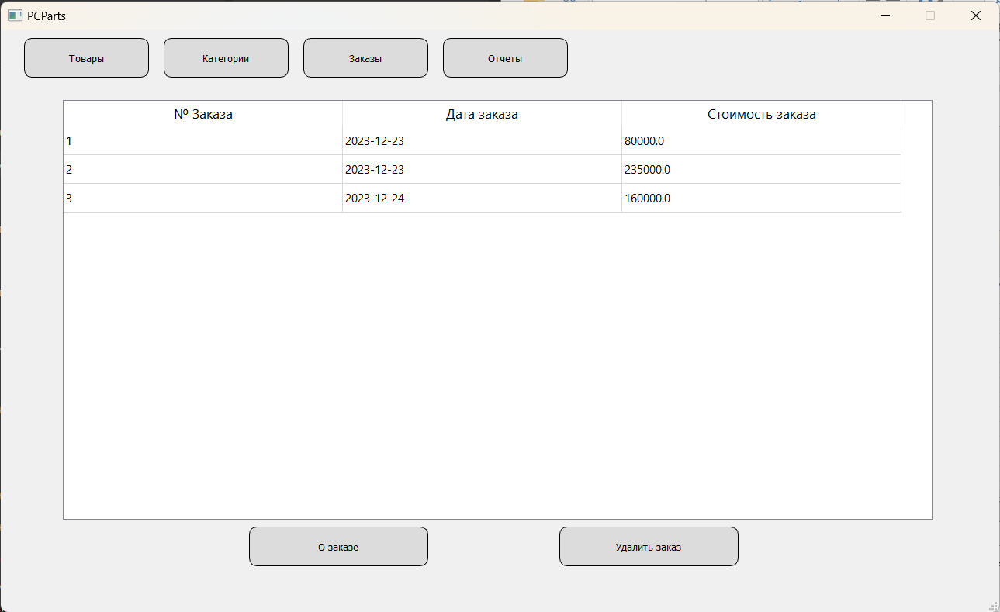 PCParts
Товары Категории Заказы Отчеты
№ Заказа Дата заказа Стоимость заказа
1 2023-12-23 80000.0
2 2023-12-23 235000.0
3 2023-12-24 160000.0
О заказе Удалить заказ